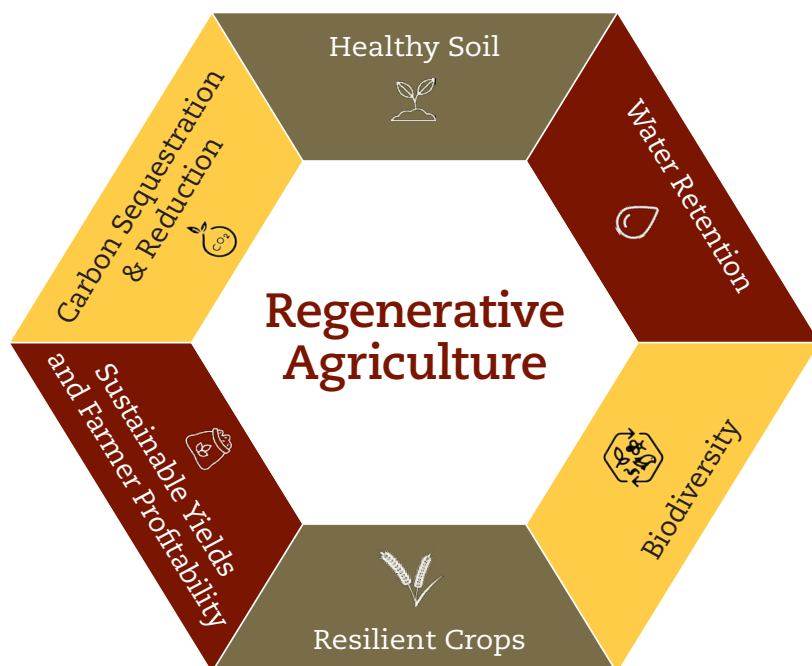 Healthy Soil
Water Retention
Biodiversity
Resilient Crops
Sustainable Yields
and Farmer Profitability
Carbon Sequestration
& Reduction
CO2
Regenerative
Agriculture